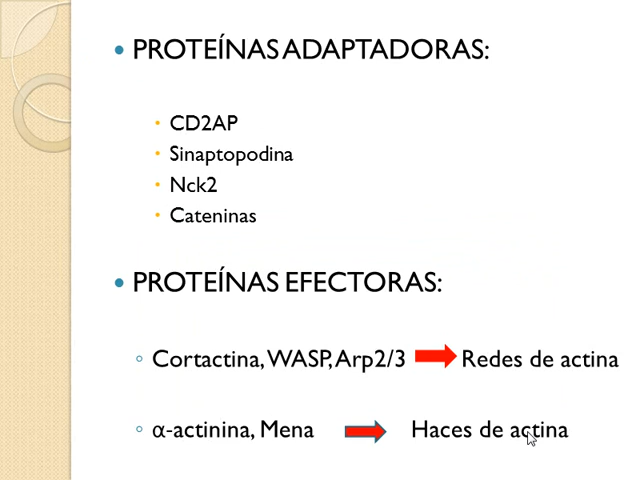 PROTEÍNAS ADAPTADORAS:
CD2AP
Sinaptopodina
Nck2
Cateninas
PROTEÍNAS EFECTORAS:
Cortactina, WASP, Arp2/3 Redes de actina
α-actinina, Mena Haces de actina